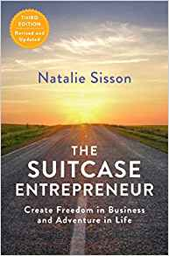 THIRD
EDITION
Revised and
Updated
Natalie Sisson
THE
SUITCASE
ENTREPRENEUR
Create Freedom in Business
and Adventure in Life